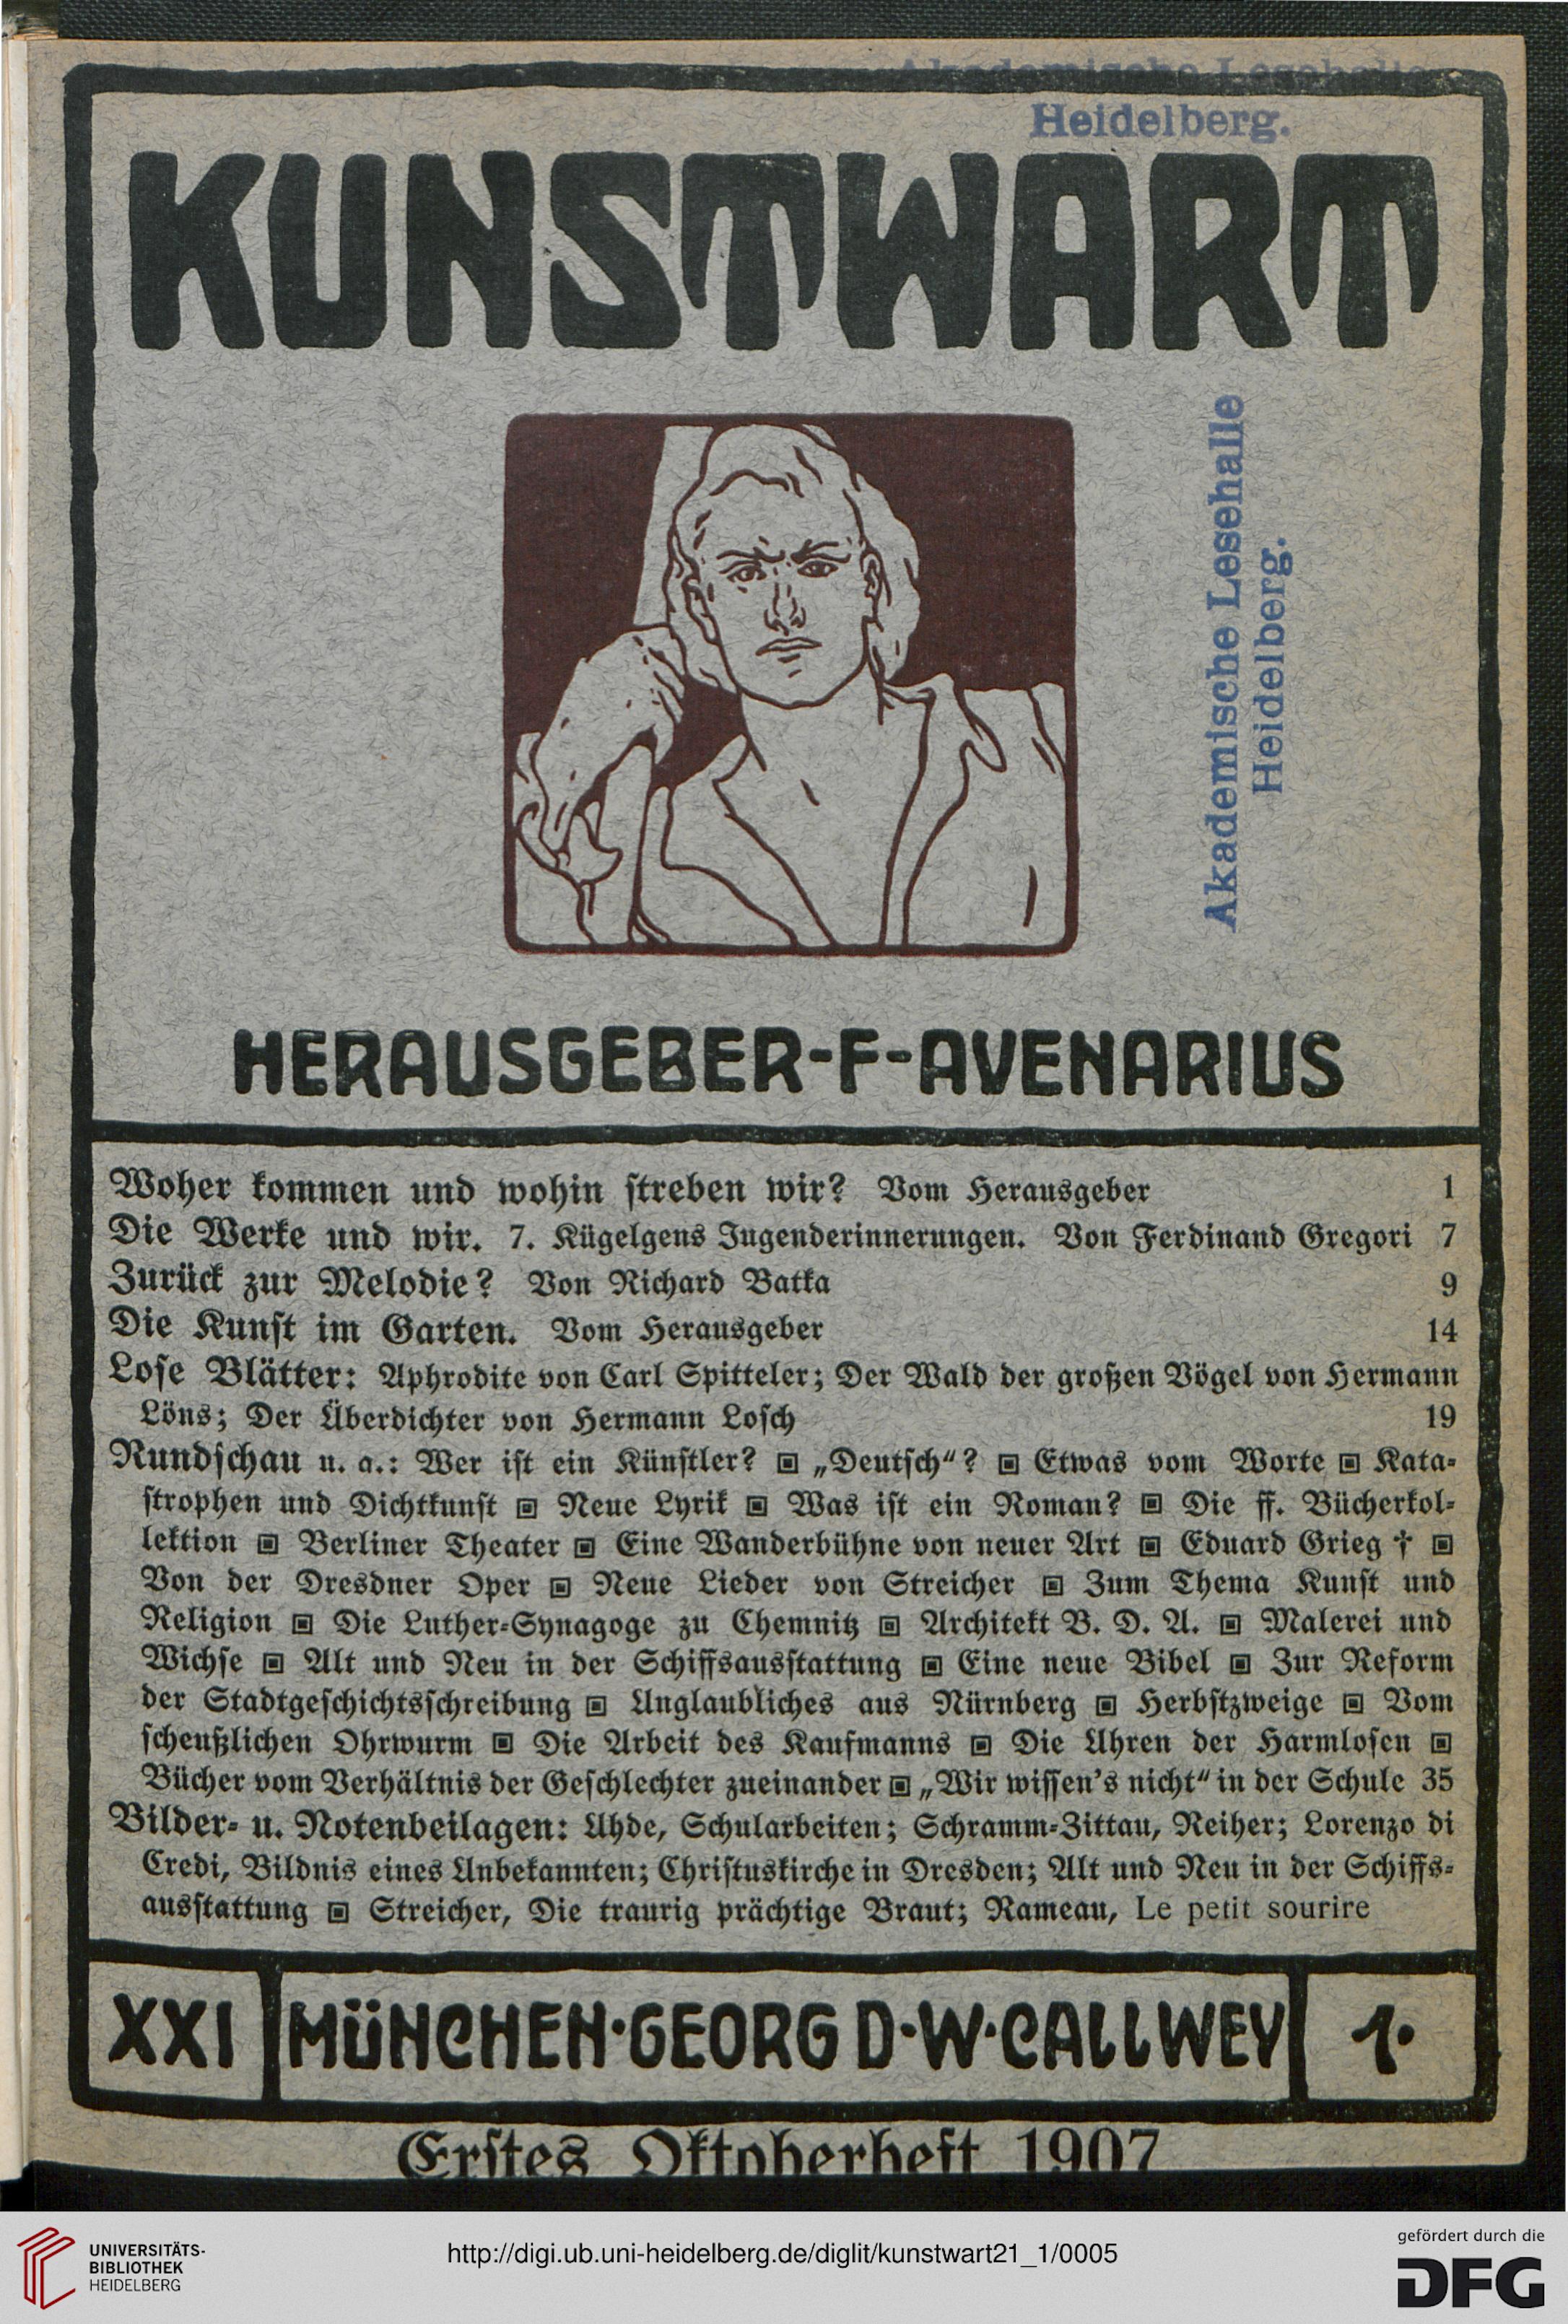 Akademische Lesehalle
Heidelberg.
KUNSTWART
Akademische Lesehalle
Heidelberg.
HERAUSGEBER-F-AVENARIUS
Woher kommen und wohin streben wir? Vom Herausgeber 1
Die Werke und wir. 7. Kügelgens Jugenderinnerungen. Von Ferdinand Gregori 7
Zurück zur Melodie? Von Richard Batka 9
Die Kunst im Garten. Vom Herausgeber 14
Lose Blätter: Aphrodite von Carl Spitteler; Der Wald der großen Vögel von Hermann
Löns; Der Überdichter von Hermann Losch 19
Rundschau u. a.: Wer ist ein Künstler? ▣ „Deutsch“? ▣ Etwas vom Worte ▣ Kata-
strophen und Dichtkunst ▣ Neue Lyrik ▣ Was ist ein Roman? ▣ Die ff. Bücherkol-
lektion ▣ Berliner Theater ▣ Eine Wanderbühne von neuer Art ▣ Eduard Grieg † ▣
Von der Dresdner Oper ▣ Neue Lieder von Streicher ▣ Zum Thema Kunst und
Religion ▣ Die Luther-Synagoge zu Chemnitz ▣ Architekt B. D. A. ▣ Malerei und
Wichse ▣ Alt und Neu in der Schiffsausstattung ▣ Eine neue Bibel ▣ Zur Reform
der Stadtgeschichtsschreibung ▣ Unglaubliches aus Nürnberg ▣ Herbstzweige ▣ Vom
scheußlichen Ohrwurm ▣ Die Arbeit des Kaufmanns ▣ Die Uhren der Harmlosen ▣
Bücher vom Verhältnis der Geschlechter zueinander ▣ „Wir wissen's nicht“ in der Schule 35
Bilder- u. Notenbeilagen: Uhde, Schularbeiten; Schramm-Zittau, Reiher; Lorenzo di
Credi, Bildnis eines Unbekannten; Christuskirche in Dresden; Alt und Neu in der Schiffs-
ausstattung ▣ Streicher, Die traurig prächtige Braut; Rameau, Le petit sourire
XXI MÜNCHEN·GEORG D·W·CALLWEY 1·
Erstes Oktoberheft 1907
UNIVERSITÄTS-
BIBLIOTHEK
HEIDELBERG
http://digi.ub.uni-heidelberg.de/diglit/kunstwart21_1/0005
gefördert durch die
DFG